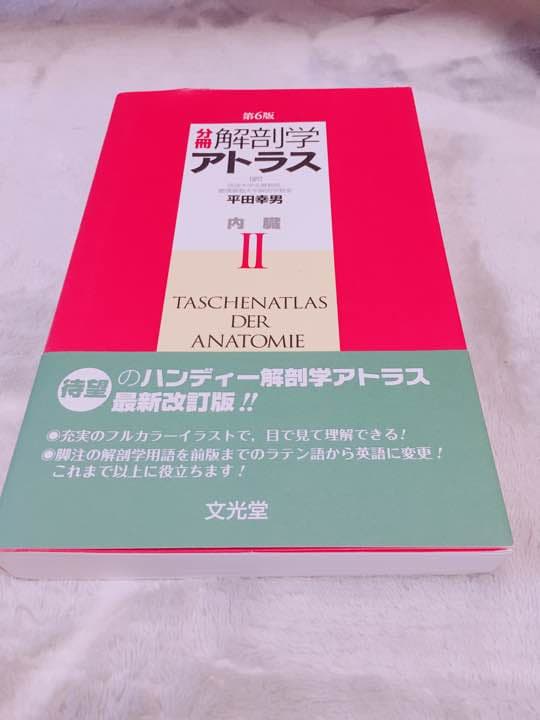 第6版
分冊 解剖学
アトラス
平田幸男
内臓
II
TASCHENATLAS
DER
ANATOMIE
待望のハンディー解剖学アトラス
最新改訂版!!
●充実のフルカラーイラストで，目で見て理解できる!
●脚注の解剖学用語を前版までのラテン語から英語に変更!
これまで以上に役立ちます!
文光堂